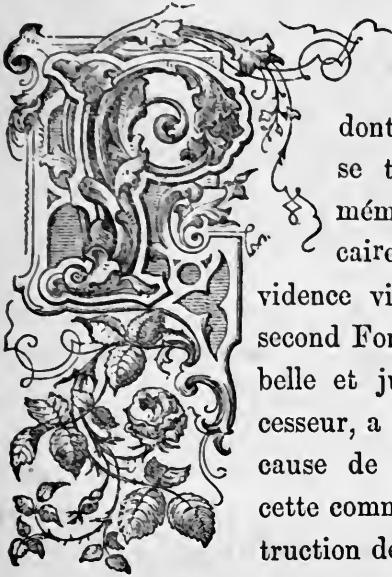 P
dont
se t
mém
caire
vidence vi
second For
belle et ju
cesseur, a
cause de
cette comm
truction de